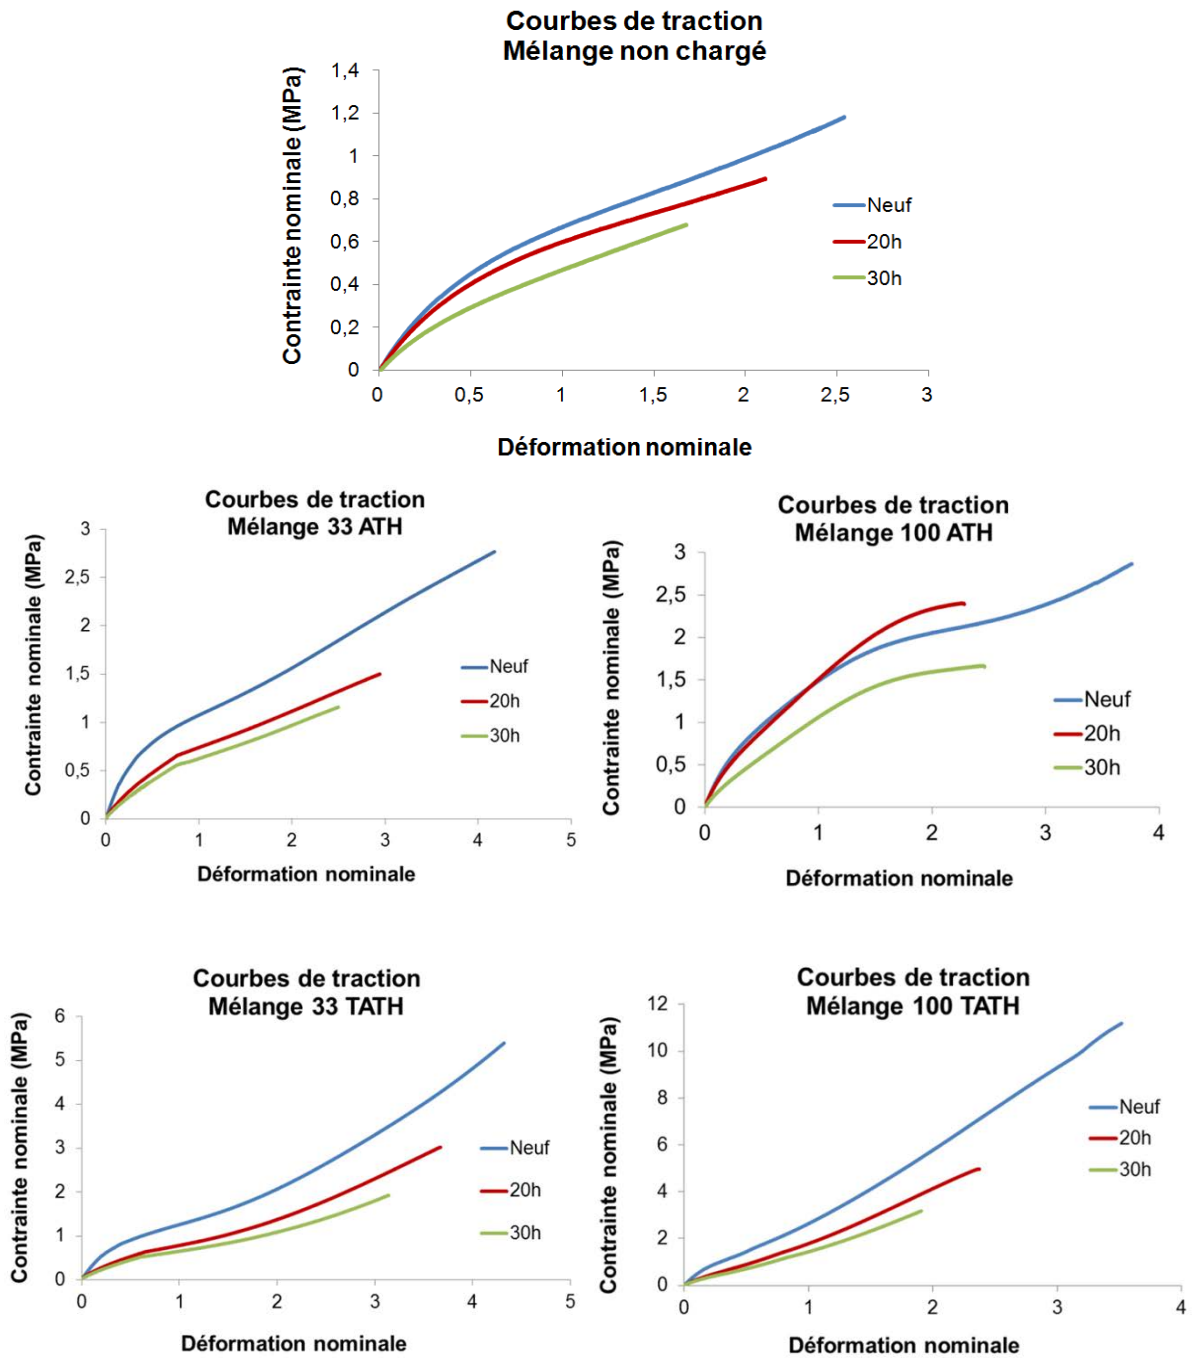 Courbes de traction
Mélange non chargé
Contrainte nominale (MPa)
1,4
1,2
1
0,8
0,6
0,4
0,2
0
0
0,5
1
1,5
2
2,5
3
Neuf
20h
30h
Déformation nominale
Courbes de traction
Mélange 33 ATH
Contrainte nominale (MPa)
3
2,5
2
1,5
1
0,5
0
0
1
2
3
4
5
Neuf
20h
30h
Déformation nominale
Courbes de traction
Mélange 100 ATH
Contrainte nominale (MPa)
3
2,5
2
1,5
1
0,5
0
0
1
2
3
4
Neuf
20h
30h
Déformation nominale
Courbes de traction
Mélange 33 TATH
Contrainte nominale (MPa)
6
5
4
3
2
1
0
0
1
2
3
4
5
Neuf
20h
30h
Déformation nominale
Courbes de traction
Mélange 100 TATH
Contrainte nominale (MPa)
12
10
8
6
4
2
0
0
1
2
3
4
Neuf
20h
30h
Déformation nominale